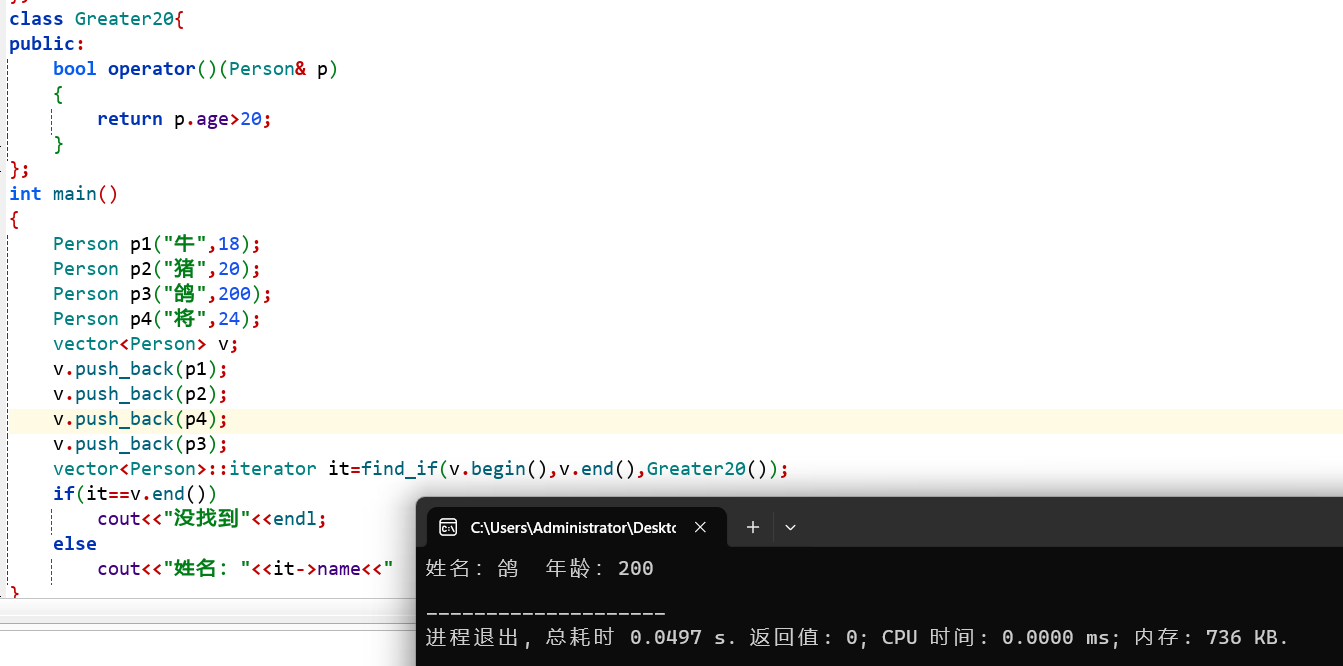 class Greater20{
public:
    bool operator()(Person& p)
    {
        return p.age>20;
    }
};
int main()
{
    Person p1("牛",18);
    Person p2("猪",20);
    Person p3("鸽",200);
    Person p4("将",24);
    vector<Person> v;
    v.push_back(p1);
    v.push_back(p2);
    v.push_back(p4);
    v.push_back(p3);
    vector<Person>::iterator it=find_if(v.begin(),v.end(),Greater20());
    if(it==v.end())
        cout<<"没找到"<<endl;
    else
        cout<<"姓名："<<it->name<<"
}
C:\Users\Administrator\Deskto
姓名：鸽  年龄：200
--------------------
进程退出，总耗时 0.0497 s. 返回值：0; CPU 时间：0.0000 ms; 内存：736 KB.